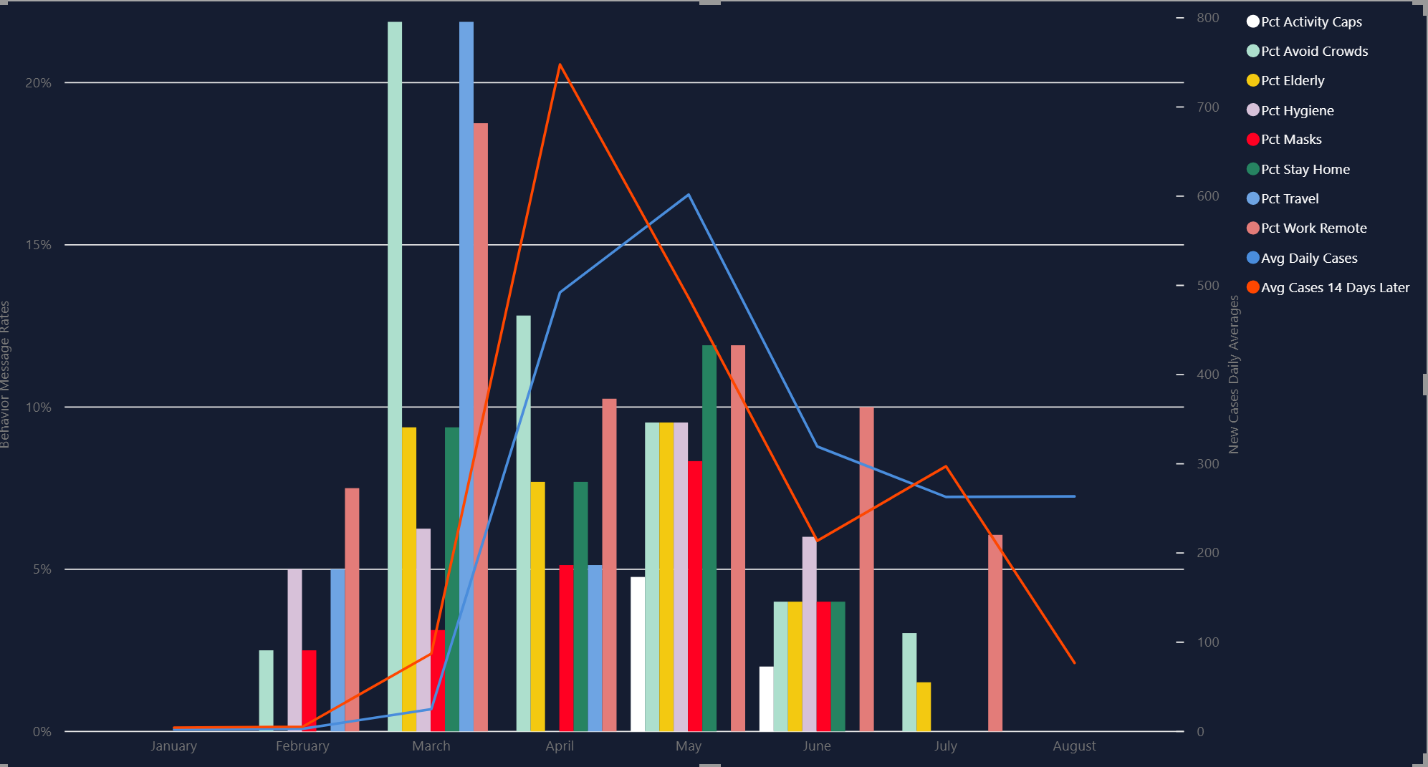 20%
15%
10%
5%
0%
Behavior Message Rates
January
February
March
April
May
June
July
August
800
700
600
500
400
300
200
100
0
New Cases Daily Averages
Pct Activity Caps
Pct Avoid Crowds
Pct Elderly
Pct Hygiene
Pct Masks
Pct Stay Home
Pct Travel
Pct Work Remote
Avg Daily Cases
Avg Cases 14 Days Later